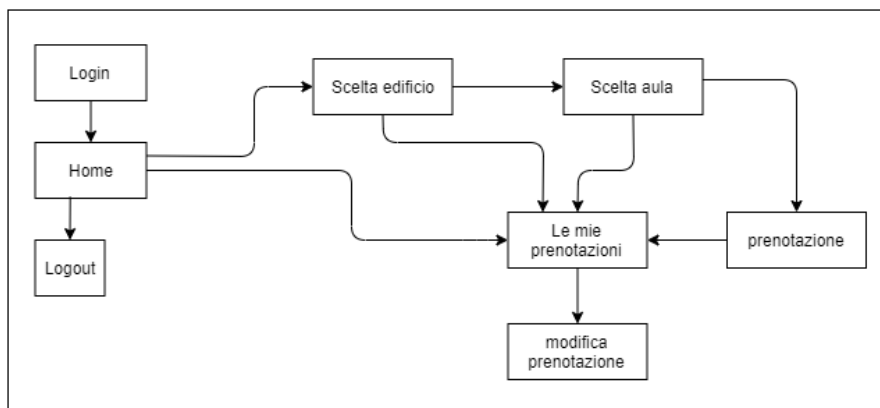 Login
Scelta edificio
Scelta aula
Home
Le mie
prenotazioni
prenotazione
Logout
modifica
prenotazione